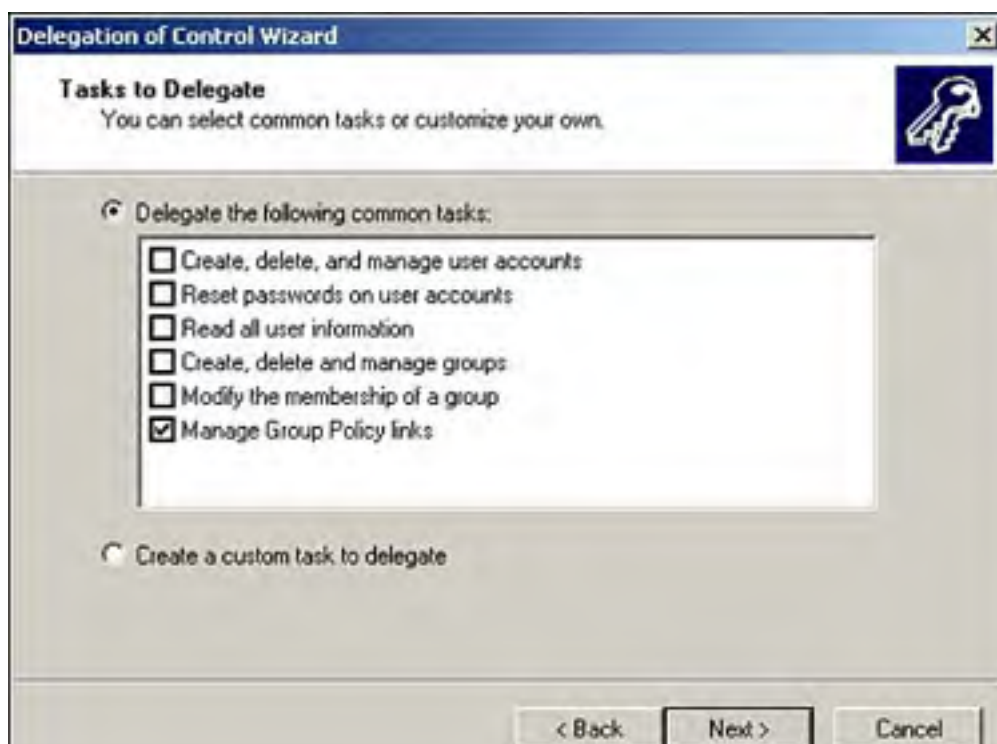 Delegation of Control Wizard
Tasks to Delegate
You can select common tasks or customize your own.
Delegate the following common tasks:
Create, delete, and manage user accounts
Reset passwords on user accounts
Read all user information
Create, delete and manage groups
Modify the membership of a group
Manage Group Policy links
Create a custom task to delegate
< Back Next > Cancel